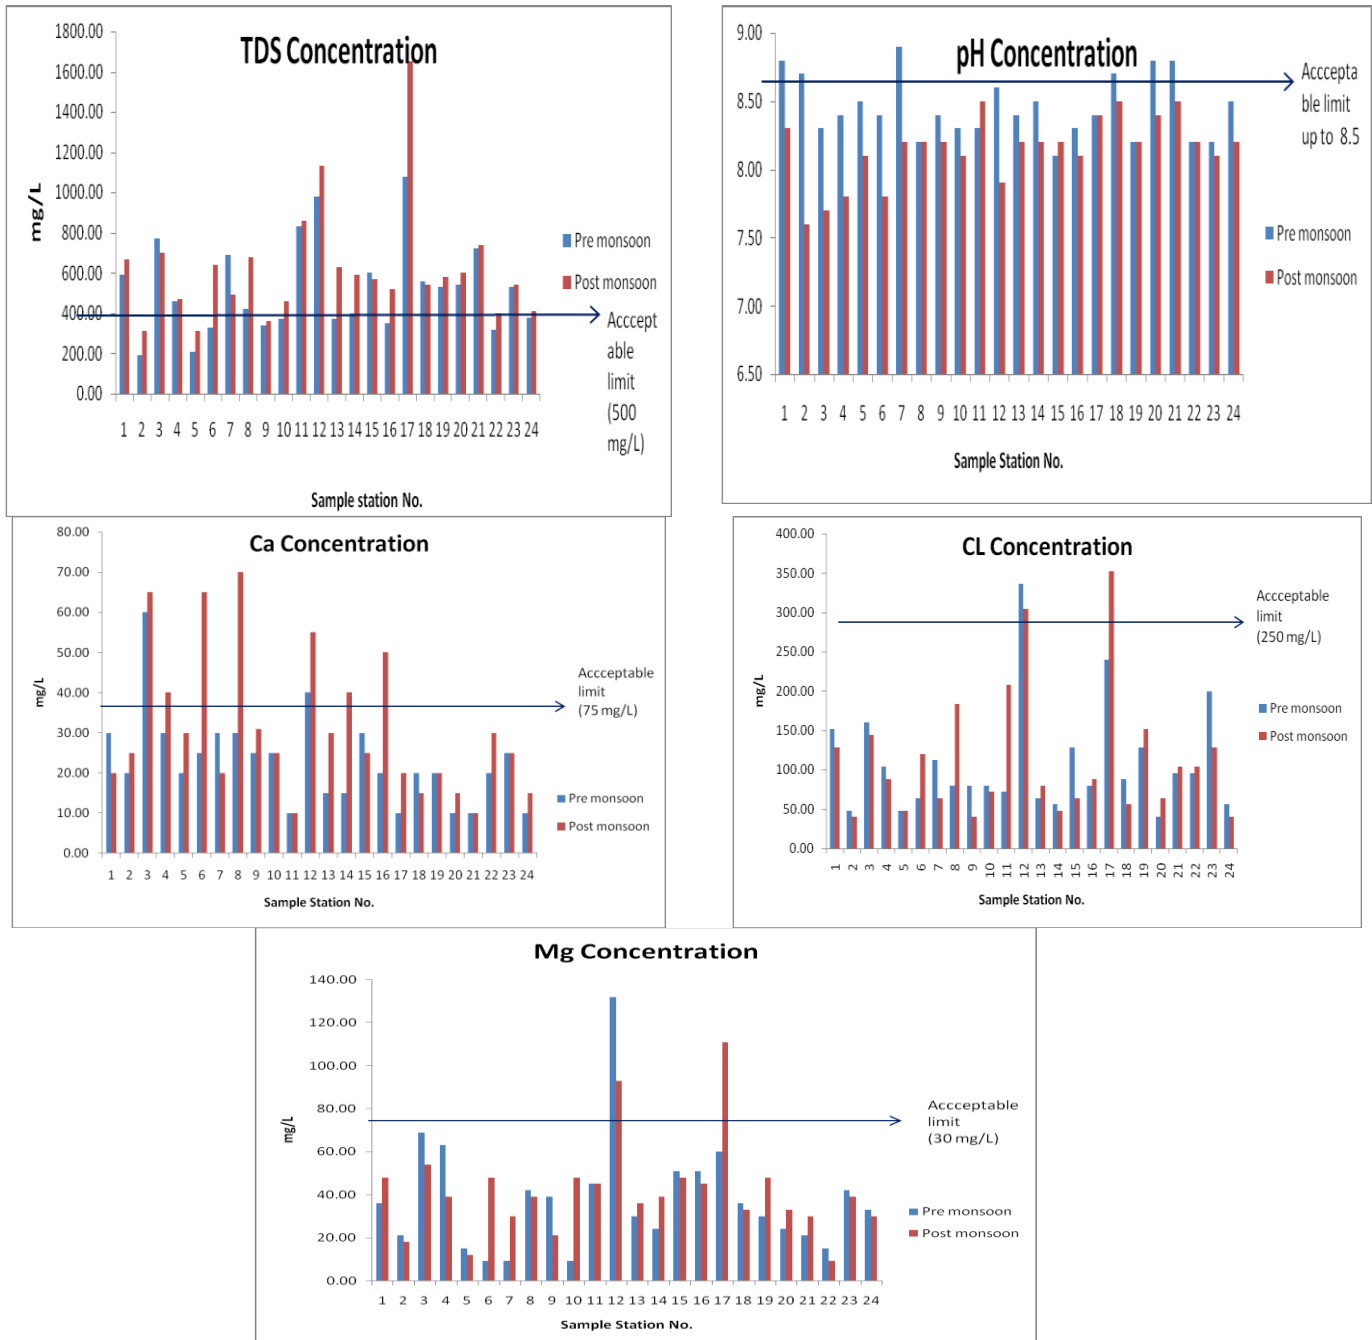 TDS Concentration
1800.00
1600.00
1400.00
1200.00
1000.00
800.00
600.00
400.00
200.00
0.00
mg/L
1 2 3 4 5 6 7 8 9 10 11 12 13 14 15 16 17 18 19 20 21 22 23 24
Sample station No.
Pre monsoon
Post monsoon
Acccept
able
limit
(500
mg/L)
pH Concentration
9.00
8.50
8.00
7.50
7.00
6.50
1 2 3 4 5 6 7 8 9 10 11 12 13 14 15 16 17 18 19 20 21 22 23 24
Sample Station No.
Acccepta
ble limit
up to 8.5
Pre monsoon
Post monsoon
Ca Concentration
80.00
70.00
60.00
50.00
40.00
30.00
20.00
10.00
0.00
mg/L
1 2 3 4 5 6 7 8 9 10 11 12 13 14 15 16 17 18 19 20 21 22 23 24
Sample Station No.
Accceptable
limit
(75 mg/L)
Pre monsoon
Post monsoon
CL Concentration
400.00
350.00
300.00
250.00
200.00
150.00
100.00
50.00
0.00
mg/L
1 2 3 4 5 6 7 8 9 10 11 12 13 14 15 16 17 18 19 20 21 22 23 24
Sample Station No.
Accceptable
limit
(250 mg/L)
Pre monsoon
Post monsoon
Mg Concentration
140.00
120.00
100.00
80.00
60.00
40.00
20.00
0.00
mg/L
1 2 3 4 5 6 7 8 9 10 11 12 13 14 15 16 17 18 19 20 21 22 23 24
Sample Station No.
Accceptable
limit
(30 mg/L)
Pre monsoon
Post monsoon